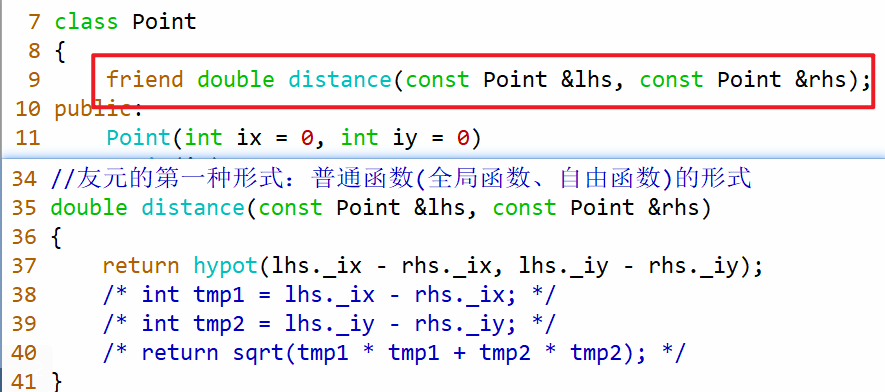 7 class Point
8 {
9     friend double distance(const Point &lhs, const Point &rhs);
10 public:
11     Point(int ix = 0, int iy = 0)
34 //友元的第一种形式：普通函数(全局函数、自由函数)的形式
35 double distance(const Point &lhs, const Point &rhs)
36 {
37     return hypot(lhs._ix - rhs._ix, lhs._iy - rhs._iy);
38     /* int tmp1 = lhs._ix - rhs._ix; */
39     /* int tmp2 = lhs._iy - rhs._iy; */
40     /* return sqrt(tmp1 * tmp1 + tmp2 * tmp2); */
41 }